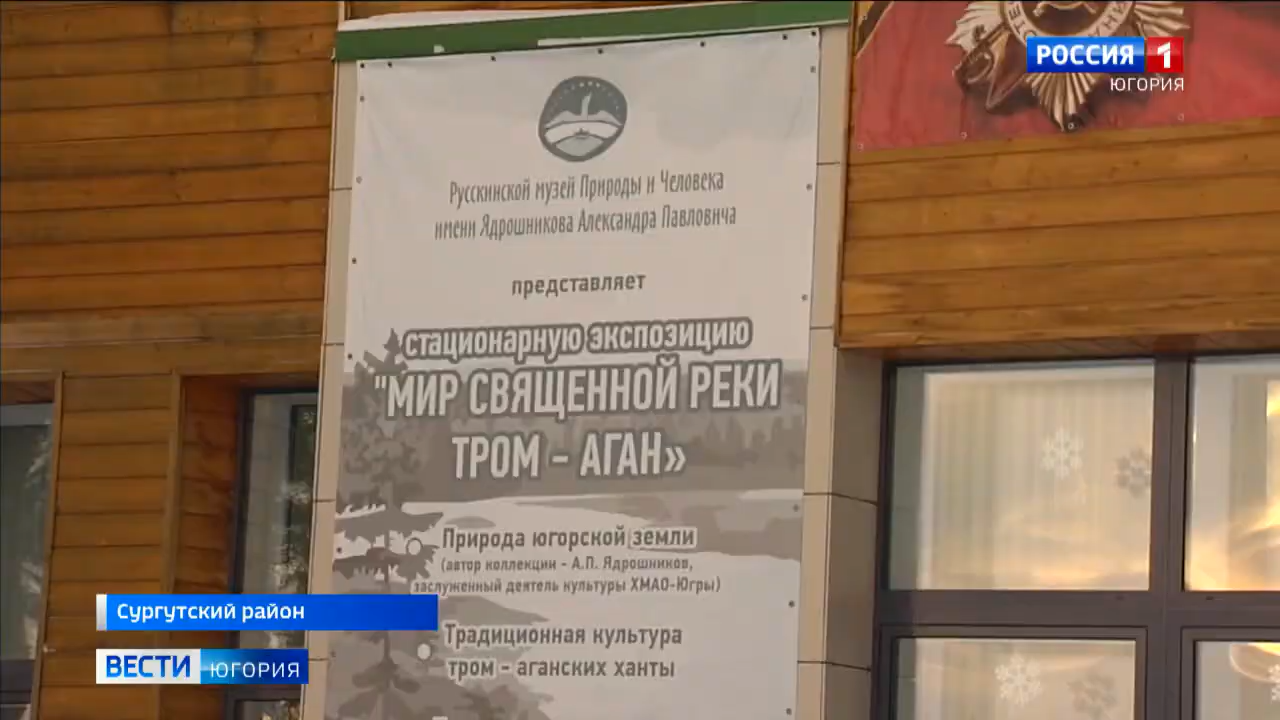 РОССИЯ 1
ЮГОРИЯ
Русскинской музей Природы и Человека
имени Ядрошникова Александра Павловича
представляет
стационарную экспозицию
"МИР СВЯЩЕННОЙ РЕКИ
ТРОМ - АГАН»
Природа югорской земли
(автор коллекции - А.П. Ядрошников,
заслуженный деятель культуры ХМАО-Югры)
Традиционная культура
тром - аганских ханты
Сургутский район
ВЕСТИ ЮГОРИЯ